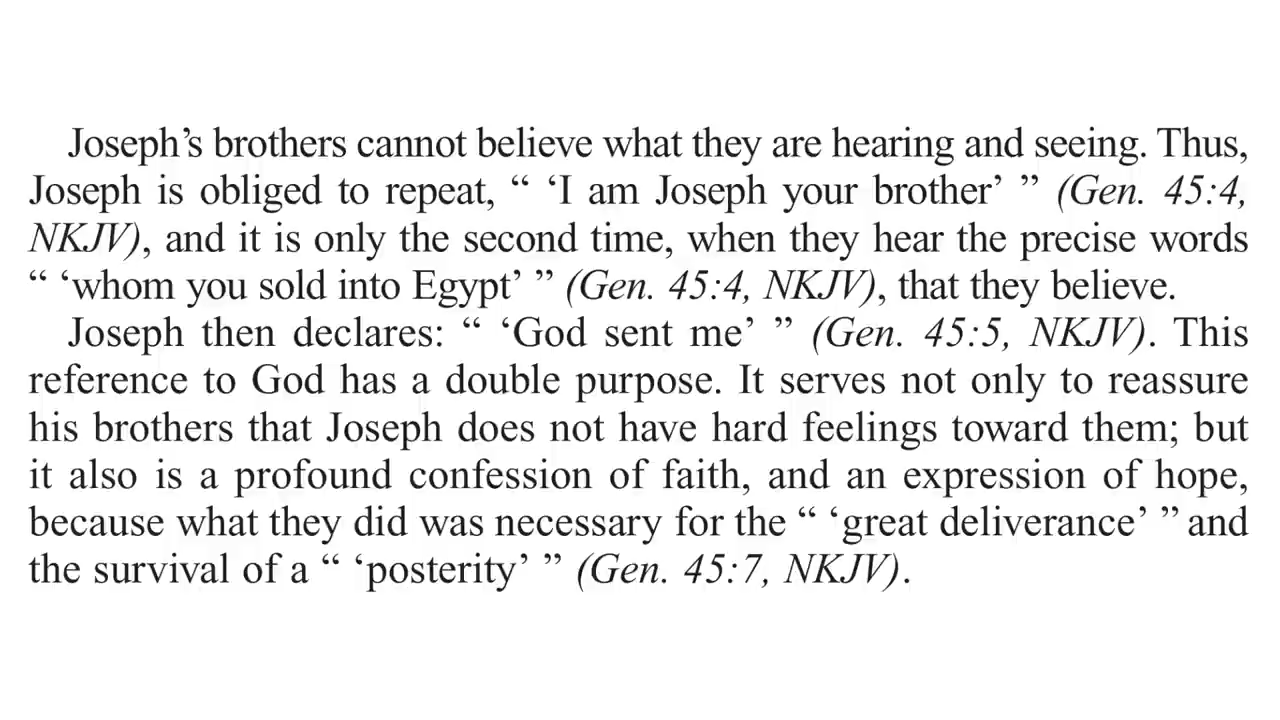 Joseph’s brothers cannot believe what they are hearing and seeing. Thus,
Joseph is obliged to repeat, “ ‘I am Joseph your brother’ ” (Gen. 45:4,
NKJV), and it is only the second time, when they hear the precise words
“ ‘whom you sold into Egypt’ ” (Gen. 45:4, NKJV), that they believe.
Joseph then declares: “ ‘God sent me’ ” (Gen. 45:5, NKJV). This
reference to God has a double purpose. It serves not only to reassure
his brothers that Joseph does not have hard feelings toward them; but
it also is a profound confession of faith, and an expression of hope,
because what they did was necessary for the “ ‘great deliverance’ ” and
the survival of a “ ‘posterity’ ” (Gen. 45:7, NKJV).